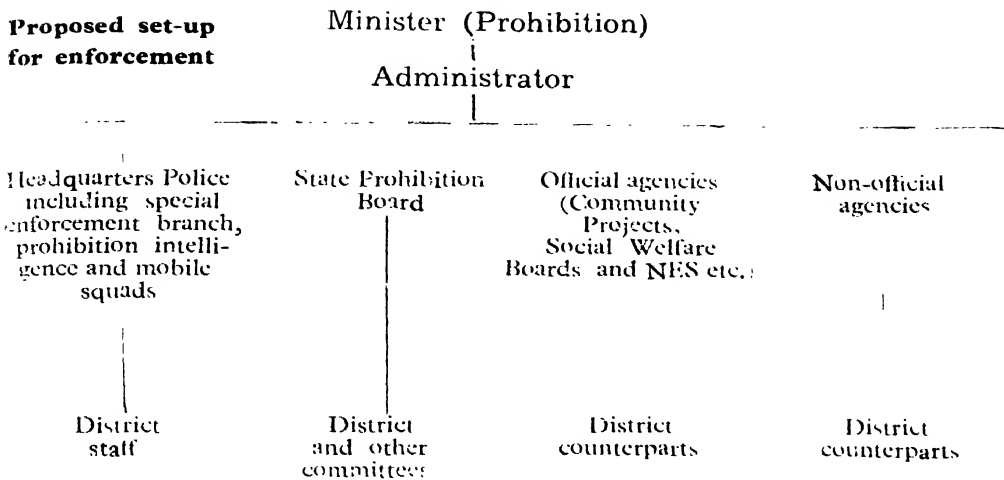 Proposed set-up
for enforcement
Minister (Prohibition)
Administrator
Headquarters Police
including special
enforcement branch,
prohibition intelli-
gence and mobile
squads
State Prohibition
Board
Official agencies
(Community
Projects,
Social Welfare
Boards and NES etc.)
Non-official
agencies
District
staff
District
and other
committees
District
counterparts
District
counterparts